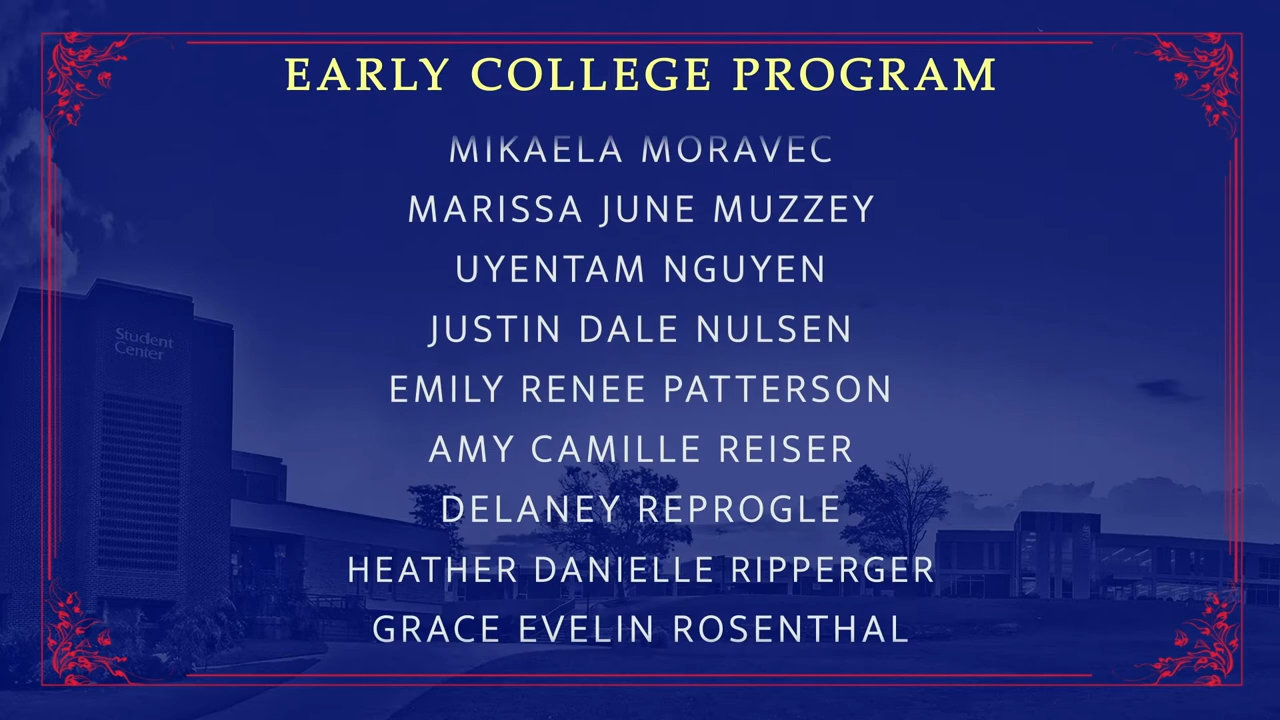 EARLY COLLEGE PROGRAM
MIKAELA MORAVEC
MARISSA JUNE MUZZEY
UYENTAM NGUYEN
JUSTIN DALE NULSEN
Student
Center
EMILY RENEE PATTERSON
AMY CAMILLE REISER
DELANEY REPROGLE
HEATHER DANIELLE RIPPERGER
GRACE EVELIN ROSENTHAL